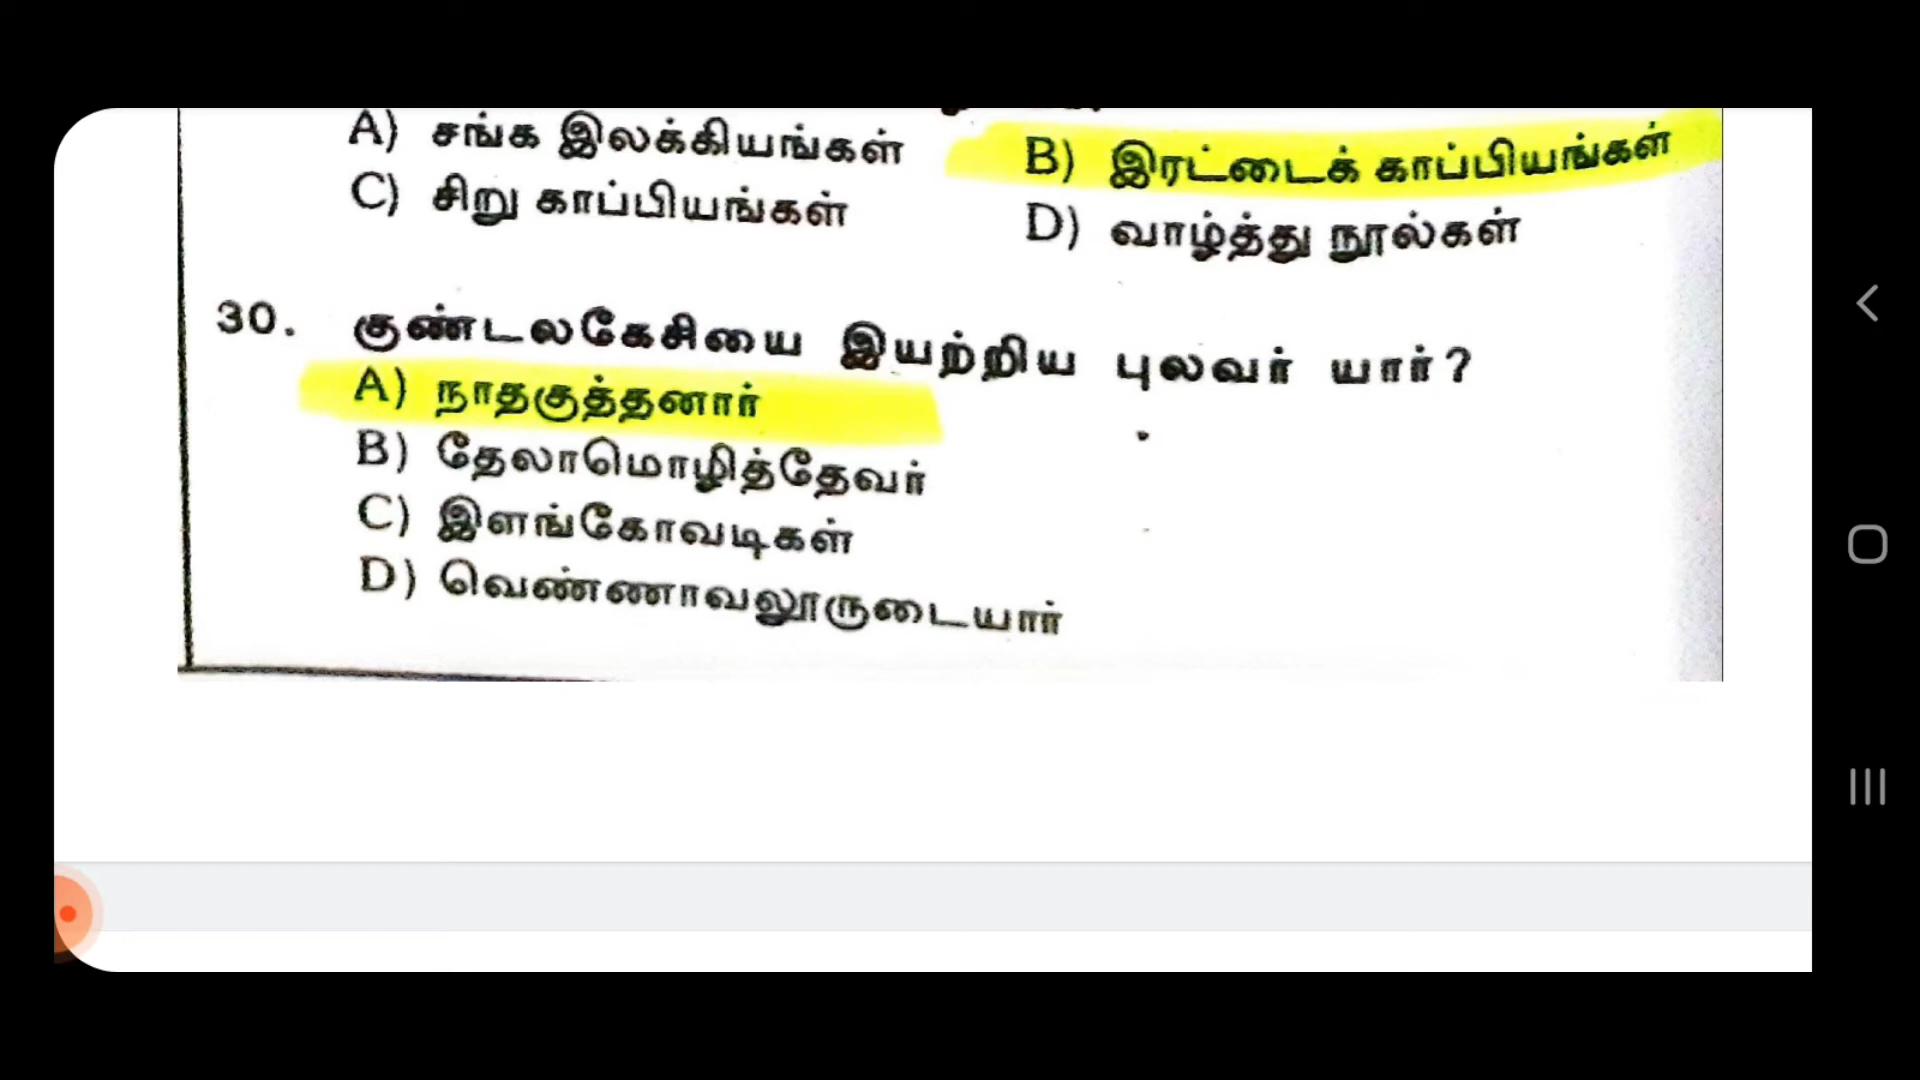 A) சங்க இலக்கியங்கள் B) இரட்டைக் காப்பியங்கள்
C) சிறு காப்பியங்கள் D) வாழ்த்து நூல்கள்
30. குண்டலகேசியை இயற்றிய புலவர் யார்?
A) நாதகுத்தனார்
B) தேலாமொழித்தேவர்
C) இளங்கோவடிகள்
D) வெண்ணாவலூருடையார்